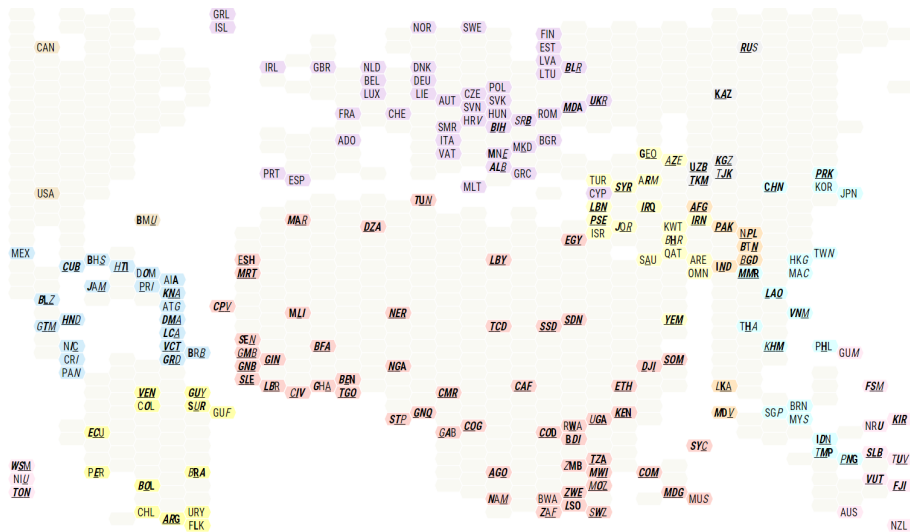 GRL
ISL NOR SWE
FIN
CAN EST RUS
LVA
IRL GBR NLD DNK LTU BLR
BEL DEU
LUX LIE CZE POL KAZ
AUT SVK UKR
SVN MDA
FRA CHE HRV HUN SRB ROM
SMR BIH
ADO ITA MKD BGR
VAT MNE GEO
AZE KGZ
ALB UZB
PRT GRC TJK PRK
ESP TUR ARM TKM
MLT SYR CHN KOR
USA CYP JPN
TUN
LBN IRQ AFG
BMU MAR PSE IRN
DZA JOR KWT PAK
ISR NPL
EGY BHR BTN
MEX QAT TWN
BHS ESH LBY SAU ARE IND BGD HKG
CUB HTI
DOM MRT OMN MMR MAC
AIA
JAM PRI
KNA LAO
BLZ
ATG
CPV
HND DMA MLI NER SDN YEM VNM
GTM TCD SSD THA
LCA
SEN
NIC VCT GMB BFA KHM PHL
BRB GUM
CRI GRD GIN DJI SOM
GNB NGA
PAN SLE BEN
LBR GHA CAF ETH LKA FSM
VEN GUY CIV TGO CMR
COL SUR BRN
GUF GNQ KEN MDV SGP
STP UGA MYS KIR
COG RWA NRU
ECU GAB COD
BDI IDN
SYC TMP SLB
TZA PNG TUV
WSM ZMB
PER BRA AGO MWI COM
NIU VUT
BOL MOZ FJI
TON ZWE MDG
NAM BWA MUS
LSO
CHL URY ZAF SWZ AUS
ARG
FLK NZL